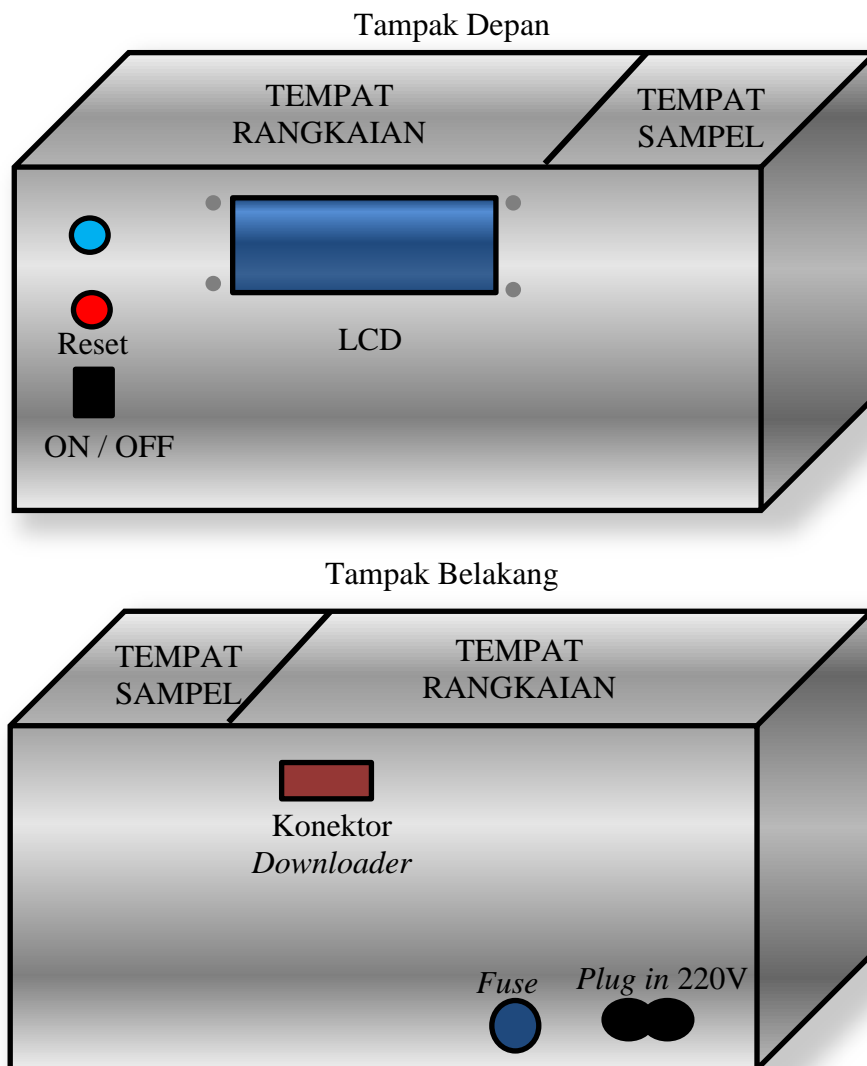 Tampak Depan
TEMPAT
RANGKAIAN
TEMPAT
SAMPEL
Reset
LCD
ON / OFF
Tampak Belakang
TEMPAT
SAMPEL
TEMPAT
RANGKAIAN
Konektor
Downloader
Fuse
Plug in 220V